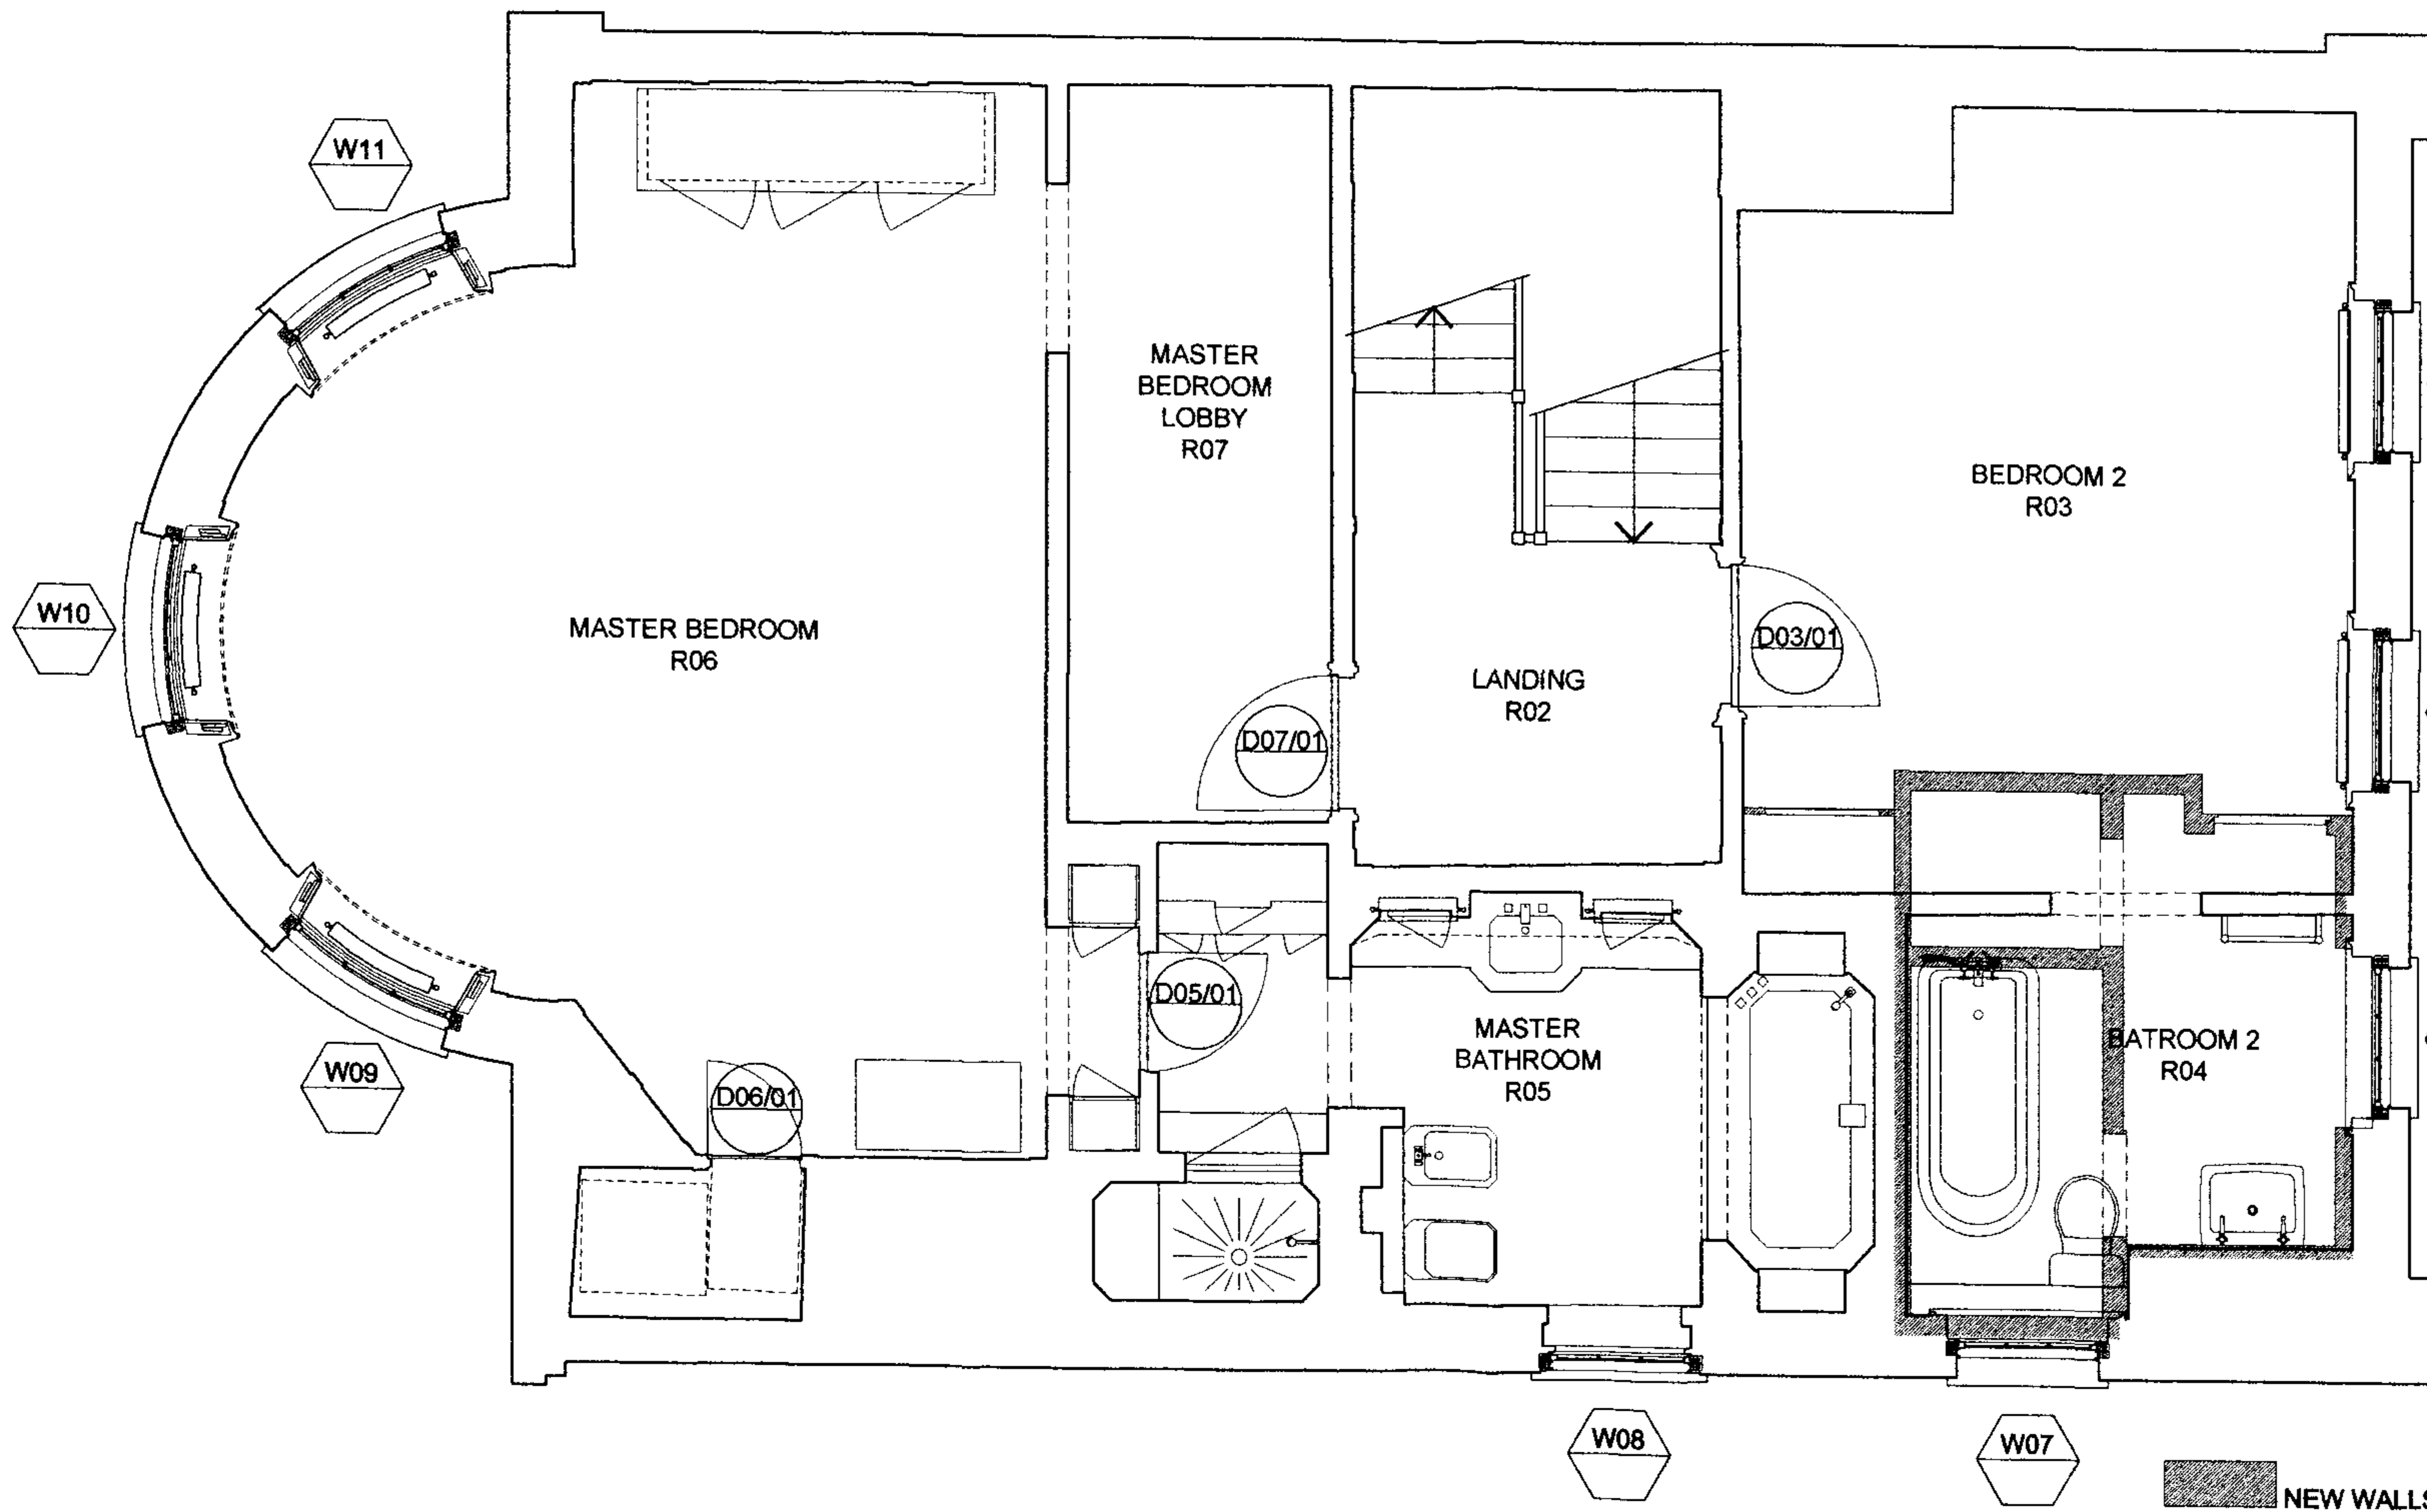 W11
MASTER
BEDROOM
LOBBY
R07
BEDROOM 2
R03
W10
MASTER BEDROOM
R06
D03/01
LANDING
R02
D07/01
D05/01
MASTER
BATHROOM
R05
BATROOM 2
R04
W09
D06/01
W08
W07
NEW WALLS